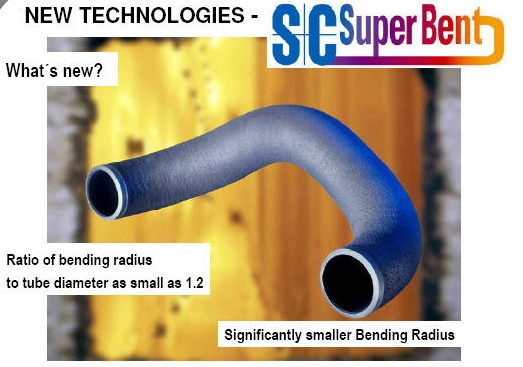 NEW TECHNOLOGIES -
S/C Super Bent
What´s new?
Ratio of bending radius
to tube diameter as small as 1.2
Significantly smaller Bending Radius